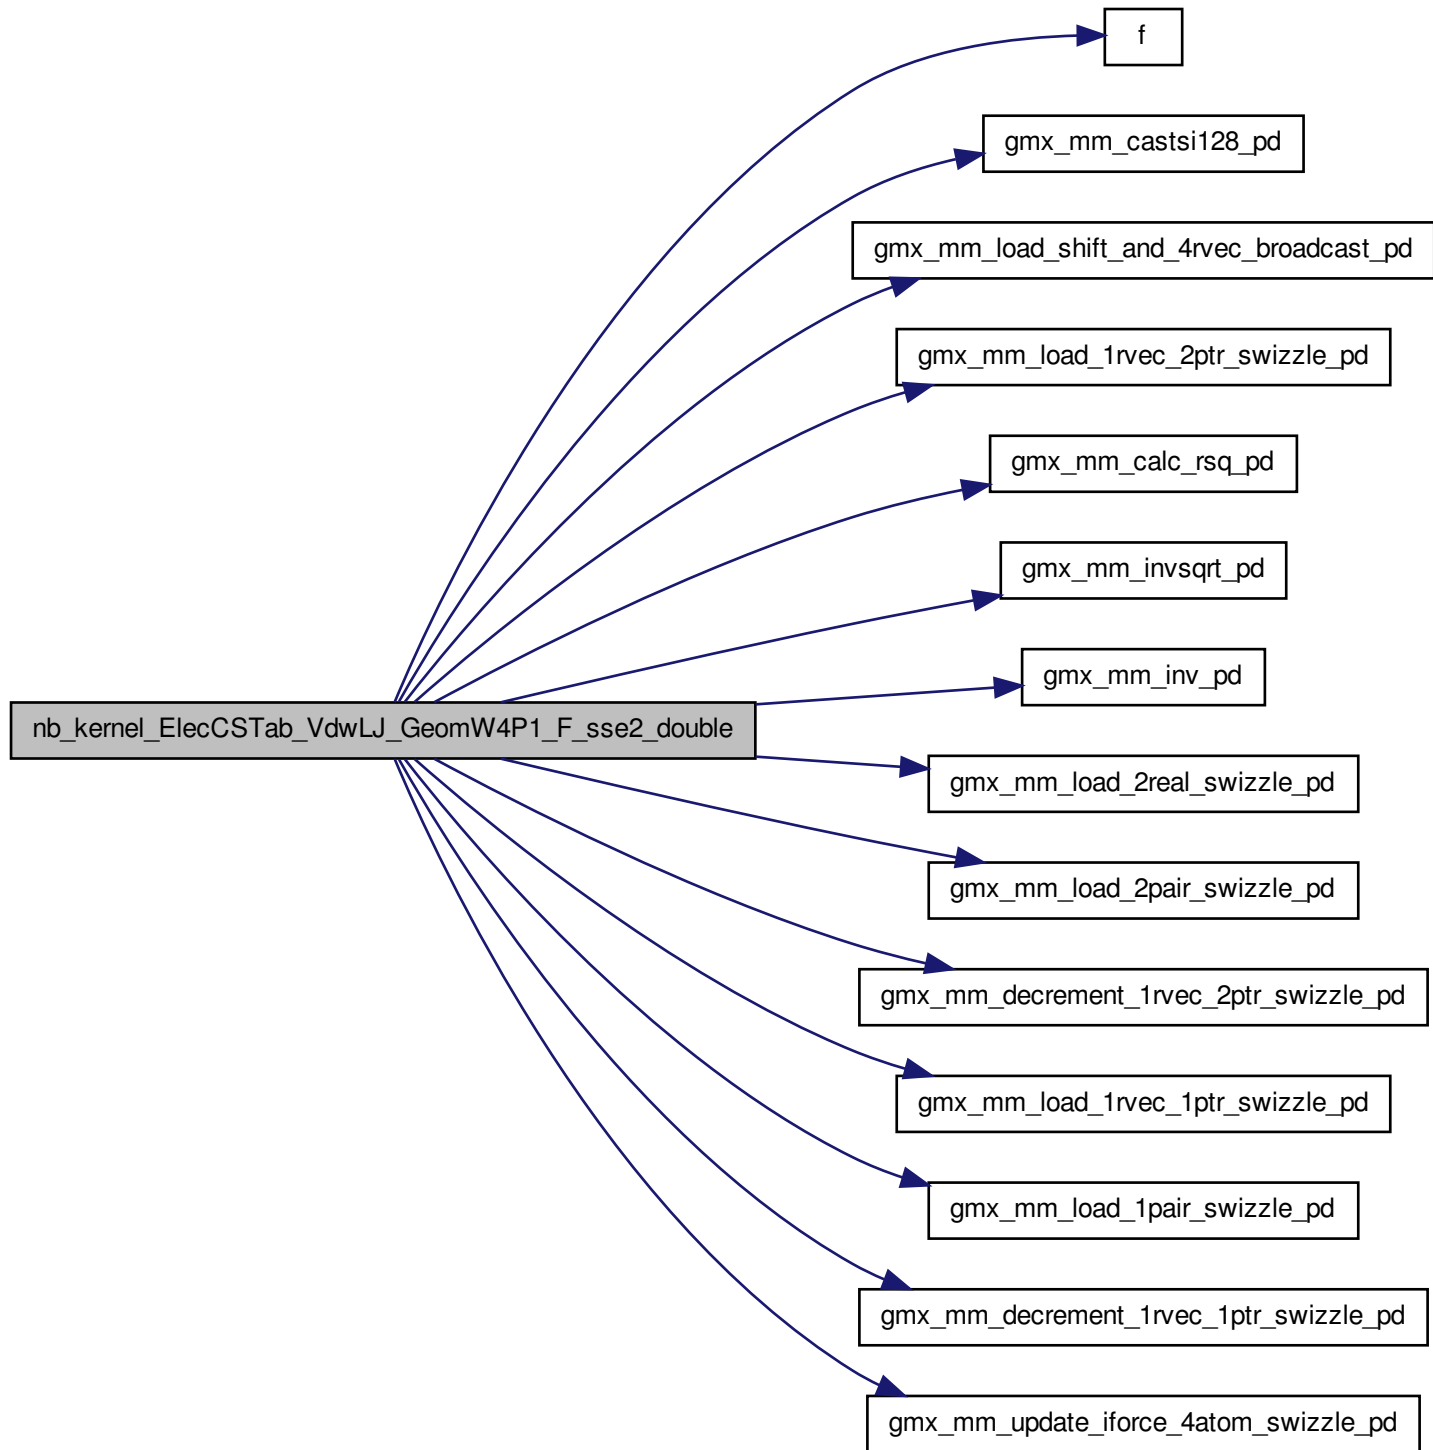 f
gmx_mm_castsi128_pd
gmx_mm_load_shift_and_4rvec_broadcast_pd
gmx_mm_load_1rvec_2ptr_swizzle_pd
gmx_mm_calc_rsq_pd
gmx_mm_invsqrt_pd
gmx_mm_inv_pd
nb_kernel_ElecCSTab_VdwLJ_GeomW4P1_F_sse2_double
gmx_mm_load_2real_swizzle_pd
gmx_mm_load_2pair_swizzle_pd
gmx_mm_decrement_1rvec_2ptr_swizzle_pd
gmx_mm_load_1rvec_1ptr_swizzle_pd
gmx_mm_load_1pair_swizzle_pd
gmx_mm_decrement_1rvec_1ptr_swizzle_pd
gmx_mm_update_iforce_4atom_swizzle_pd